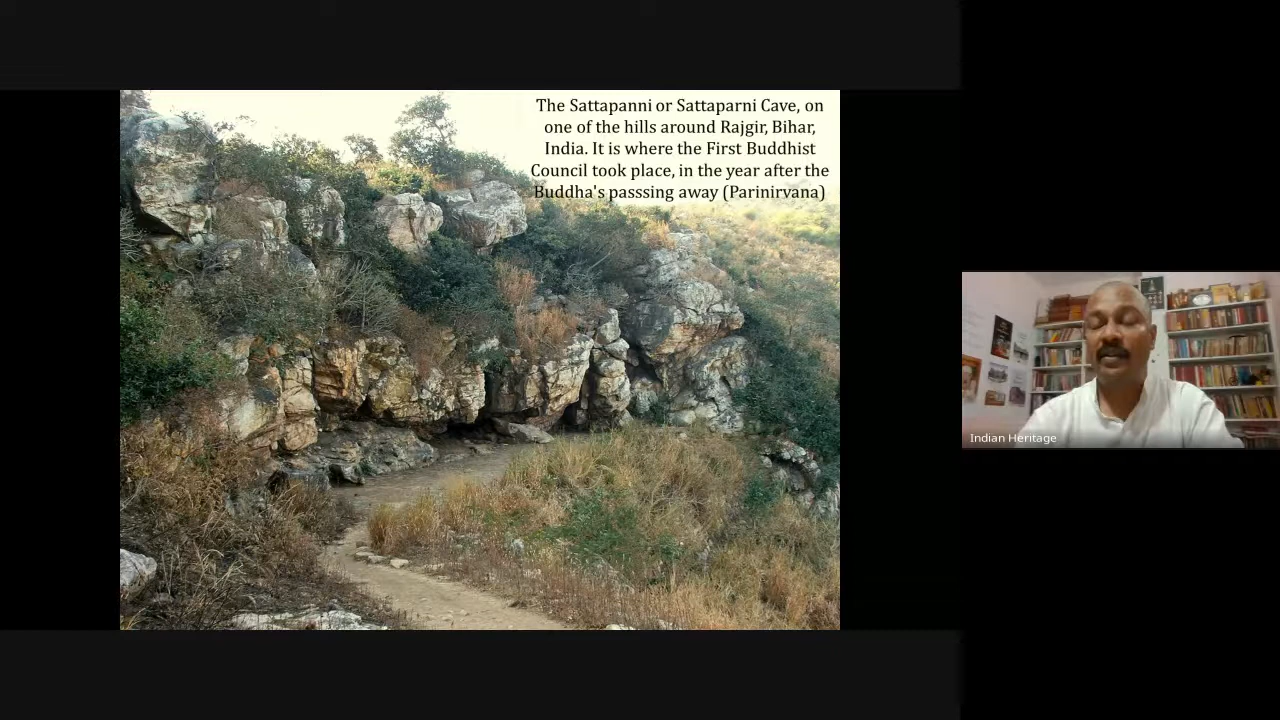 The Sattapanni or Sattaparni Cave, on
one of the hills around Rajgir, Bihar,
India. It is where the First Buddhist
Council took place, in the year after the
Buddha's passsing away (Parinirvana)
Indian Heritage